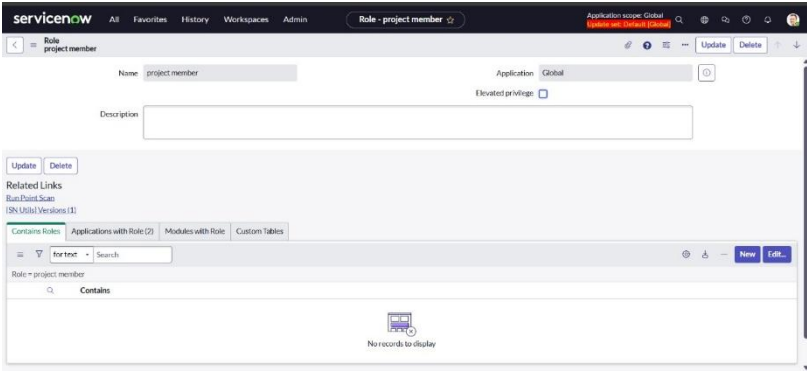 servicenow All Favorites History Workspaces Admin Role - project member Application scope: Global
Update set: Default [Global]
Role
project member
Update Delete
Name project member Application Global
Elevated privilege
Description
Update Delete
Related Links
Run Point Scan
[SN Utils] Versions (1)
Contains Roles Applications with Role (2) Modules with Role Custom Tables
for text Search New Edit...
Role = project member
Contains
No records to display